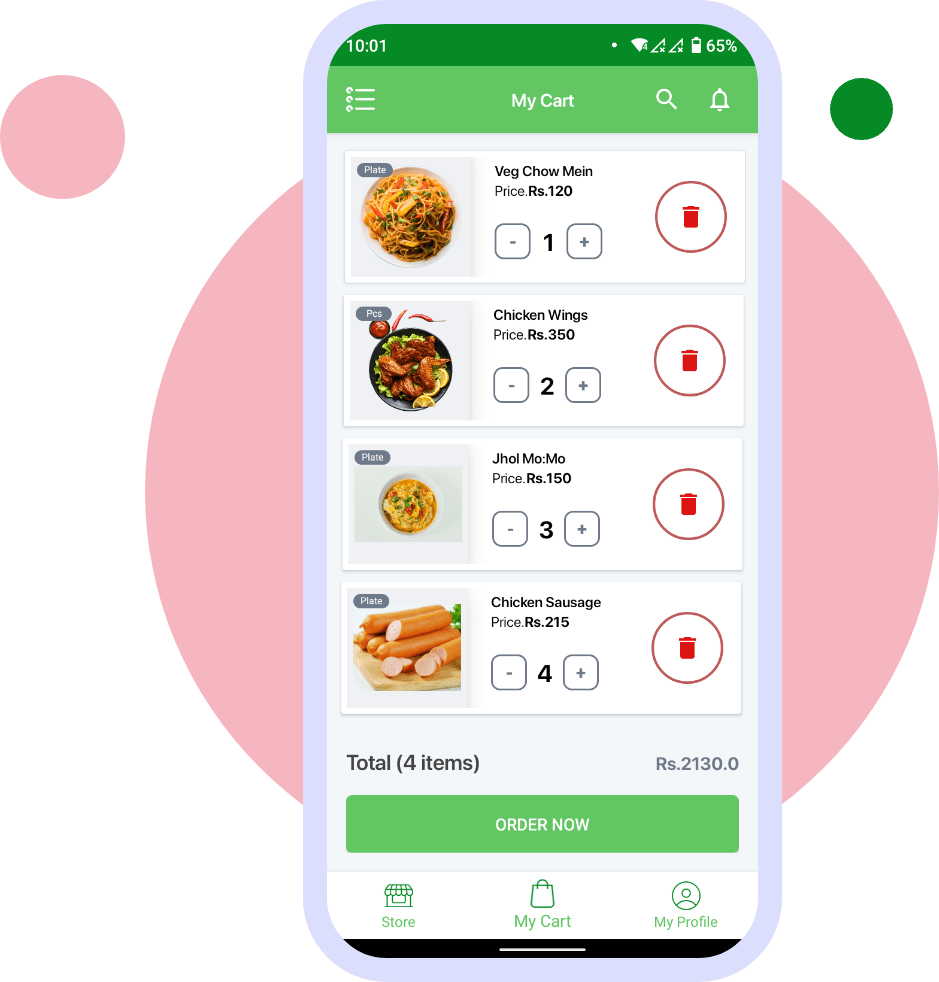 10:01
65%
My Cart
Plate
Veg Chow Mein
Price.Rs.120
- 1 +
Pcs
Chicken Wings
Price.Rs.350
- 2 +
Plate
Jhol Mo:Mo
Price.Rs.150
- 3 +
Plate
Chicken Sausage
Price.Rs.215
- 4 +
Total (4 items)
Rs.2130.0
ORDER NOW
Store
My Cart
My Profile